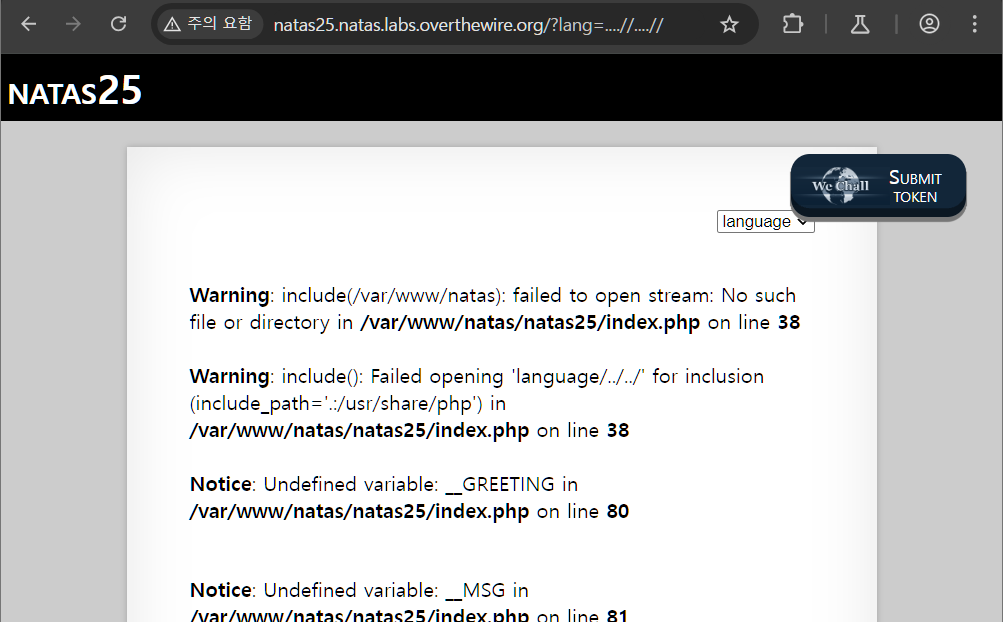 주의 요함 natas25.natas.labs.overthewire.org/?lang=....//....//
NATAS25
We Chall
SUBMIT
TOKEN
language
Warning: include(/var/www/natas): failed to open stream: No such
file or directory in /var/www/natas/natas25/index.php on line 38
Warning: include(): Failed opening 'language/../../' for inclusion
(include_path='.:/usr/share/php') in
/var/www/natas/natas25/index.php on line 38
Notice: Undefined variable: __GREETING in
/var/www/natas/natas25/index.php on line 80
Notice: Undefined variable: __MSG in
/var/www/natas/natas25/index.php on line 81